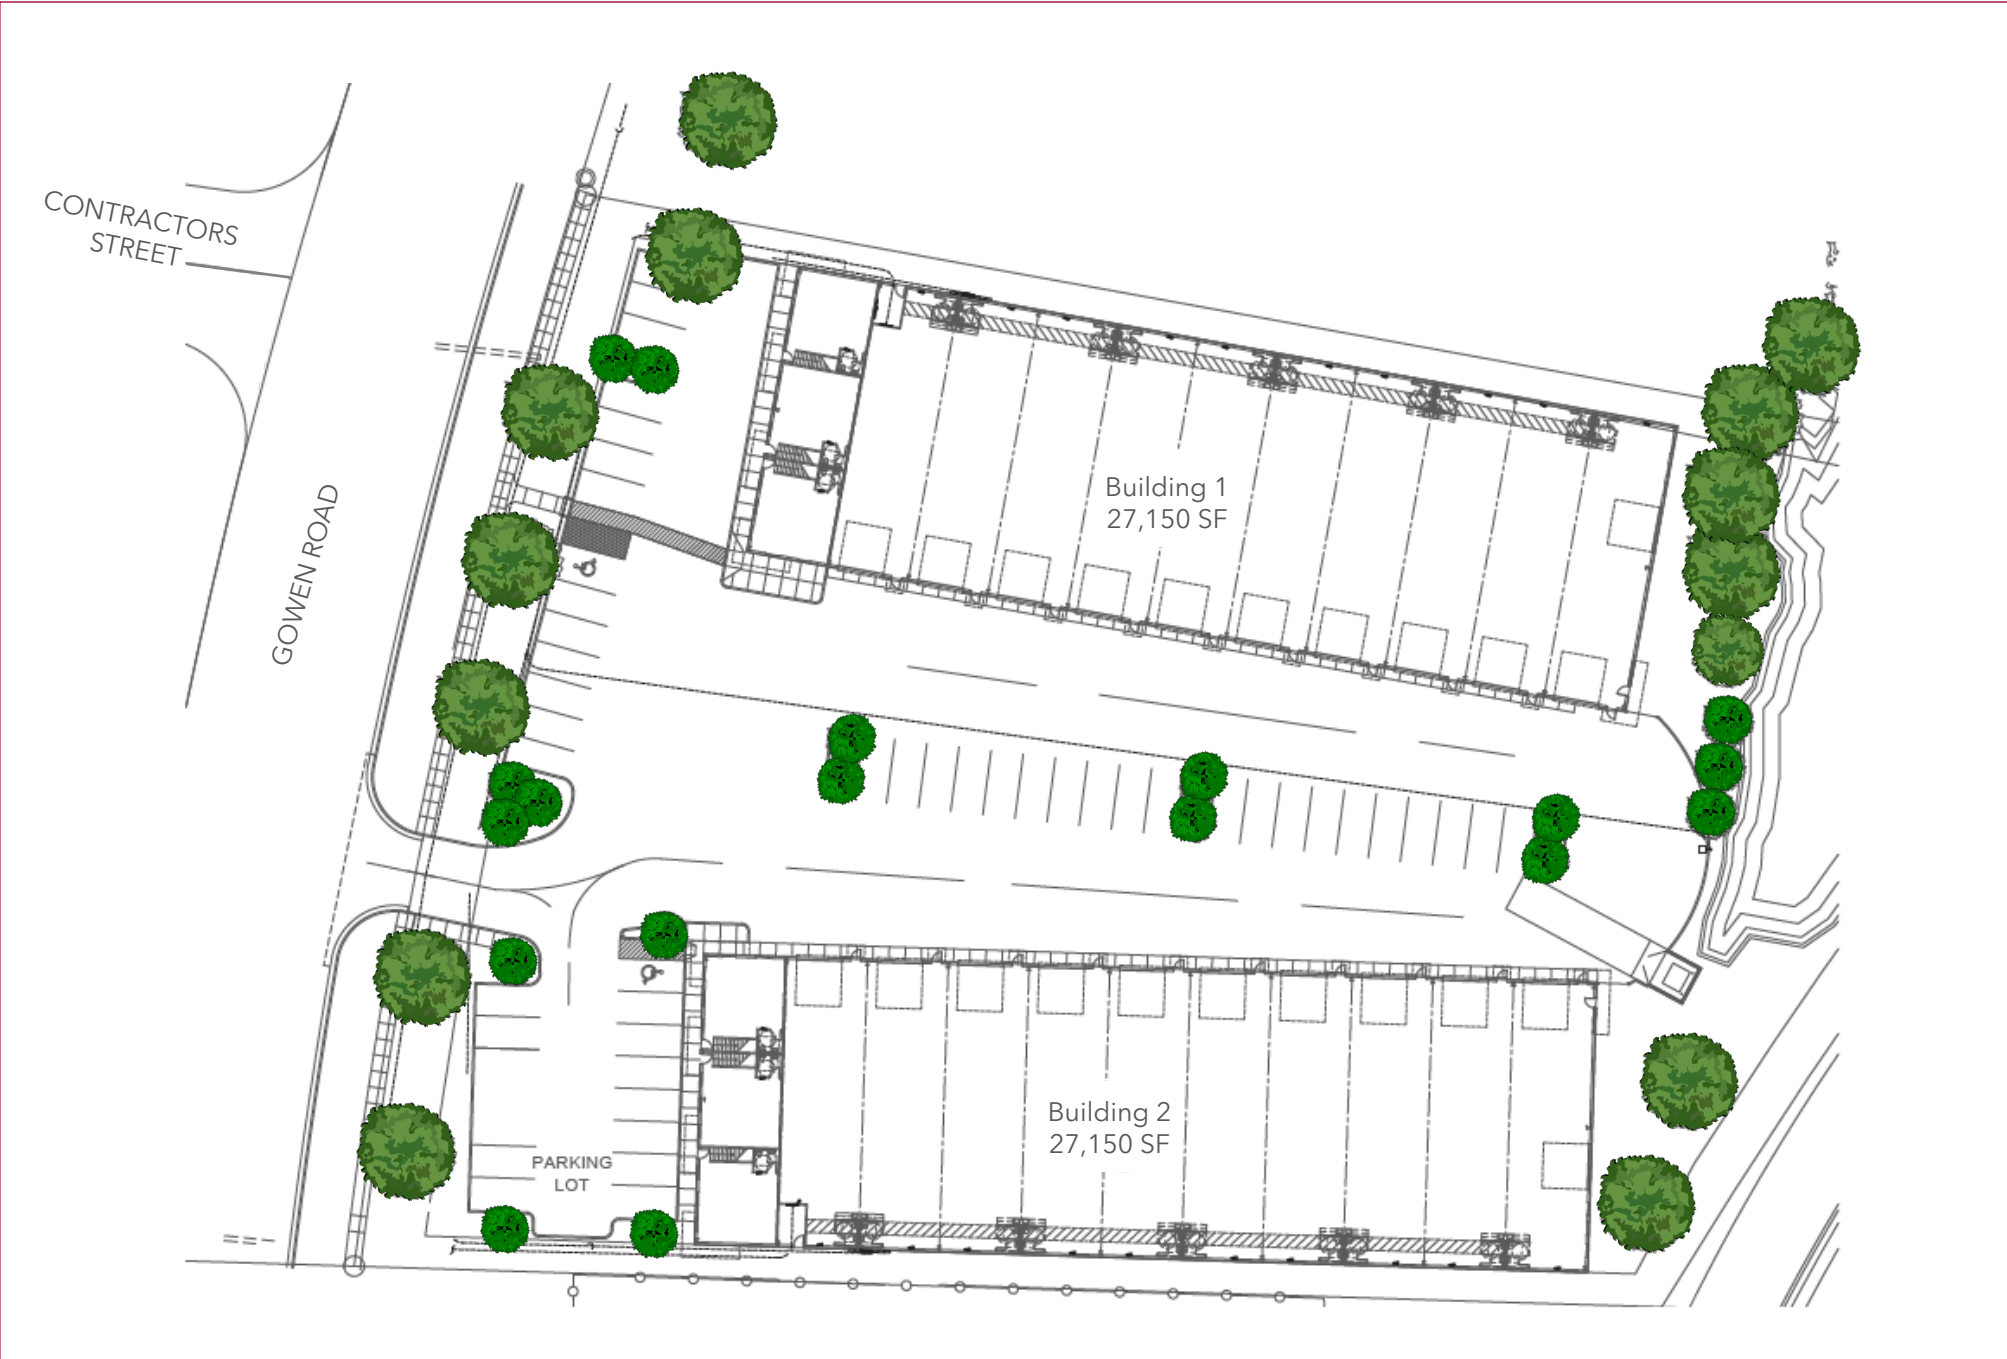 CONTRACTORS
STREET
GOWEN ROAD
Building 1
27,150 SF
Building 2
27,150 SF
PARKING
LOT